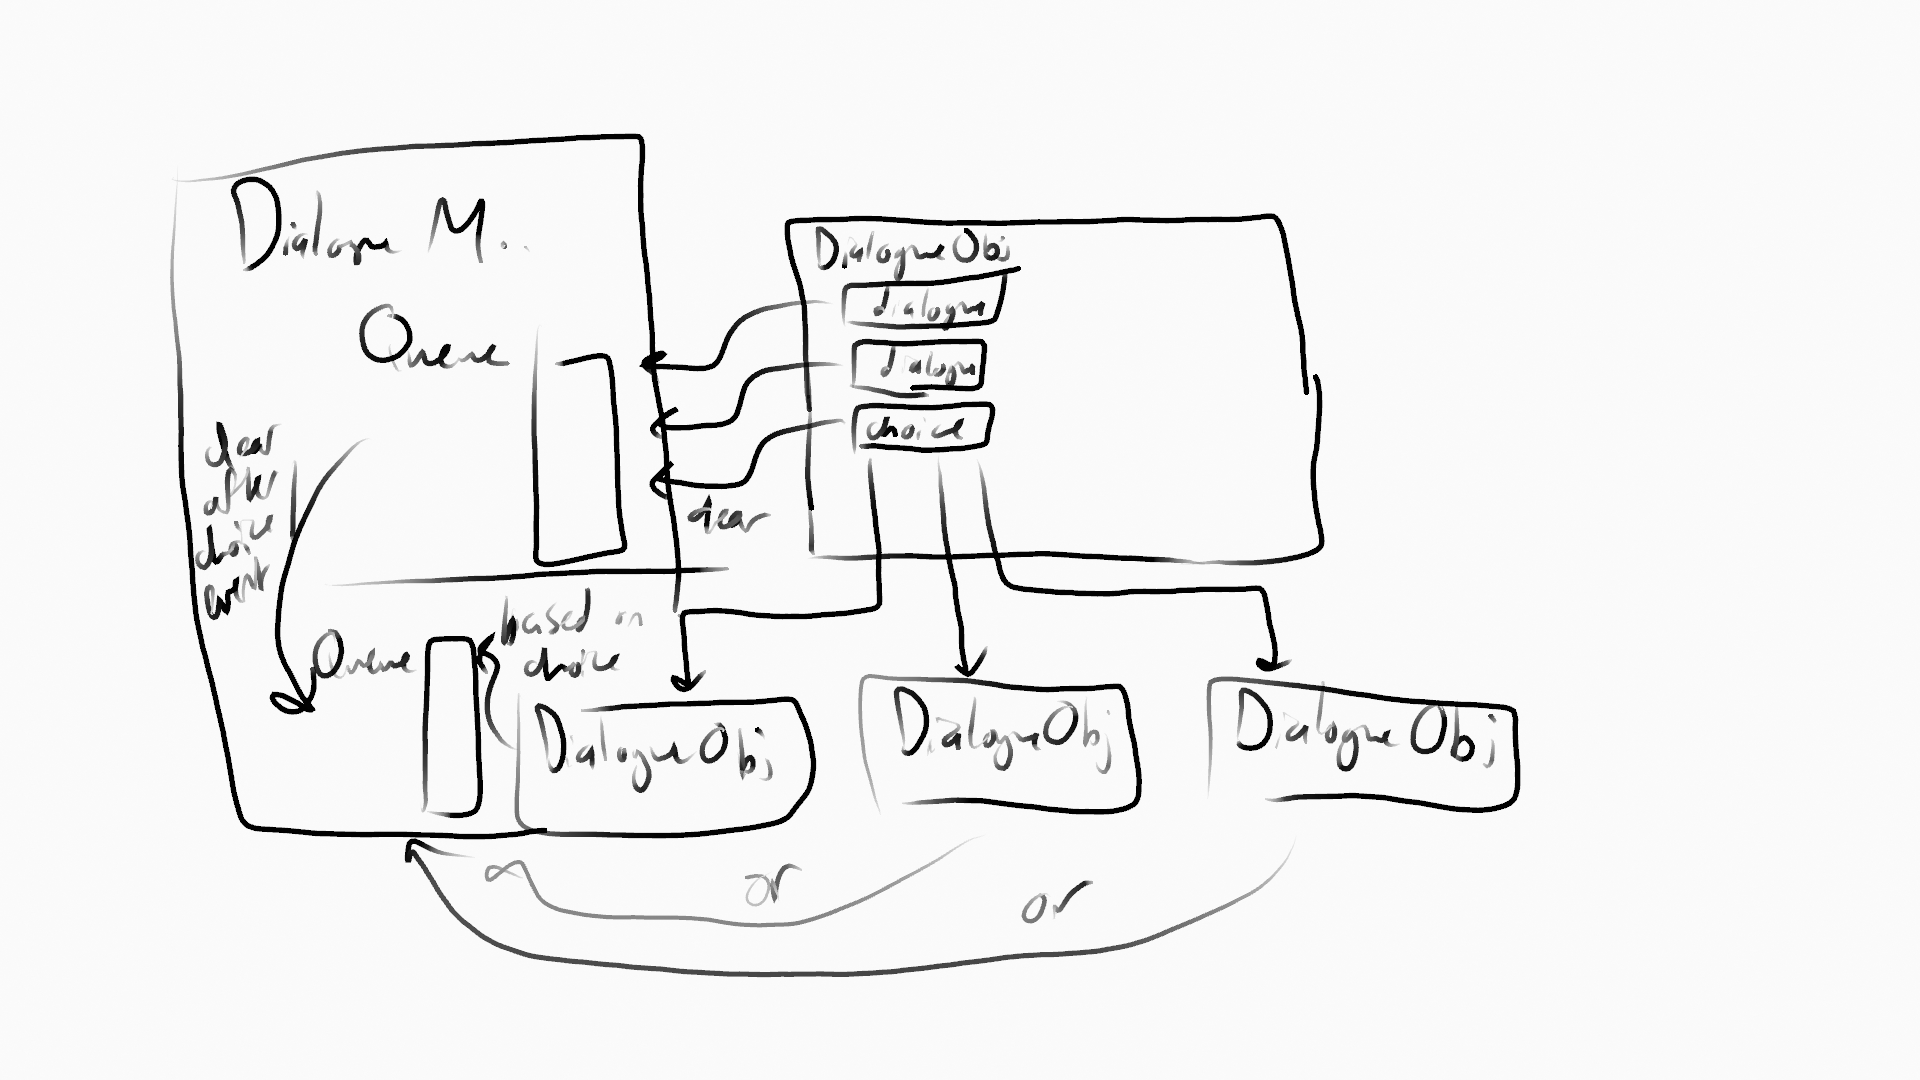 Dialogue M..
Queue
clear
after
choice
event
Queue
based on
choice
DialogueObj
dialogue
dialogue
choice
clear
DialogueObj
DialogueObj
DialogueObj
or
or